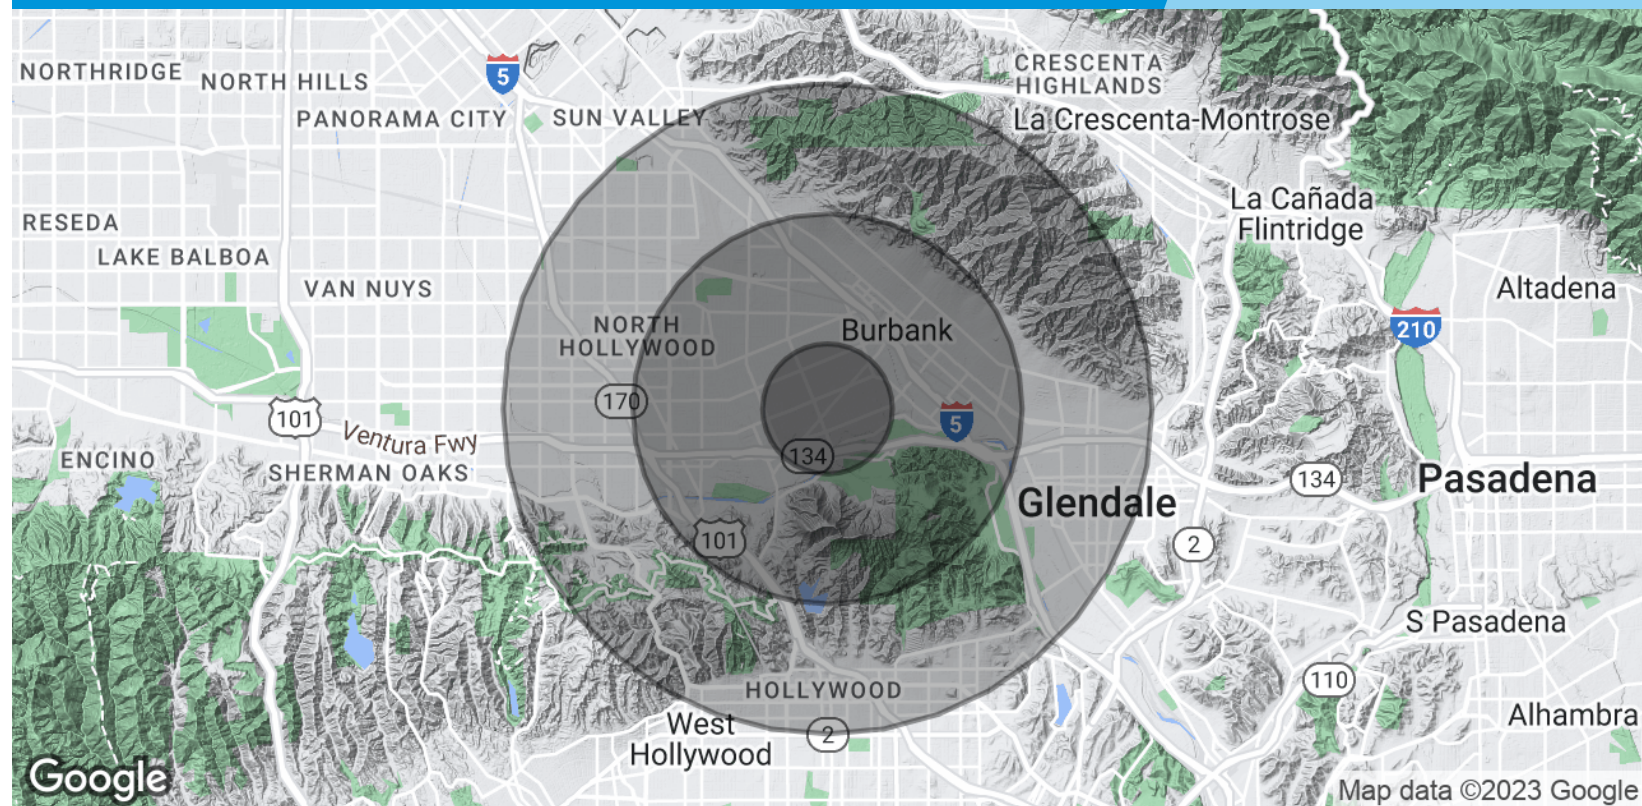 CRESCENTA
HIGHLANDS
NORTHRIDGE
NORTH HILLS
5
PANORAMA CITY
SUN VALLEY
La Crescenta-Montrose
La Cañada
Flintridge
RESEDA
LAKE BALBOA
VAN NUYS
Altadena
NORTH
HOLLYWOOD
Burbank
210
170
101
5
Ventura Fwy
134
ENCINO
SHERMAN OAKS
134
Pasadena
Glendale
101
2
S Pasadena
110
HOLLYWOOD
West
Hollywood
2
Alhambra
Google
Map data ©2023 Google